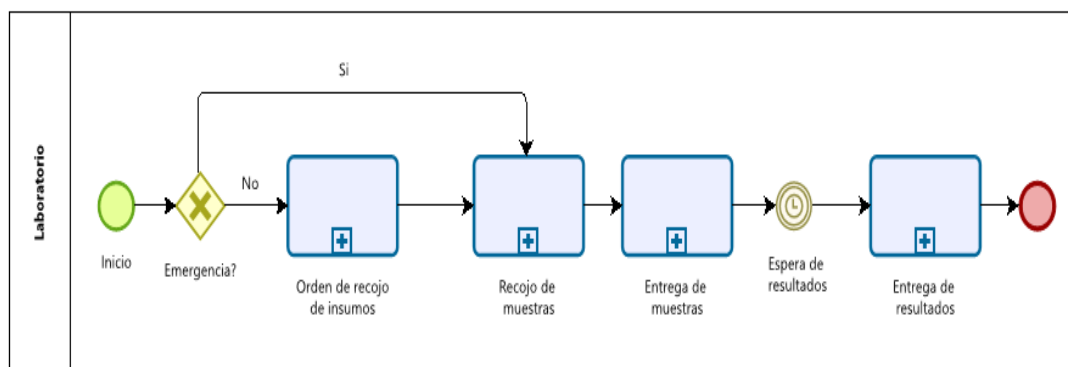 Laboratorio
Si
No
Inicio
Emergencia?
Orden de recojo
de insumos
Recojo de
muestras
Entrega de
muestras
Espera de
resultados
Entrega de
resultados